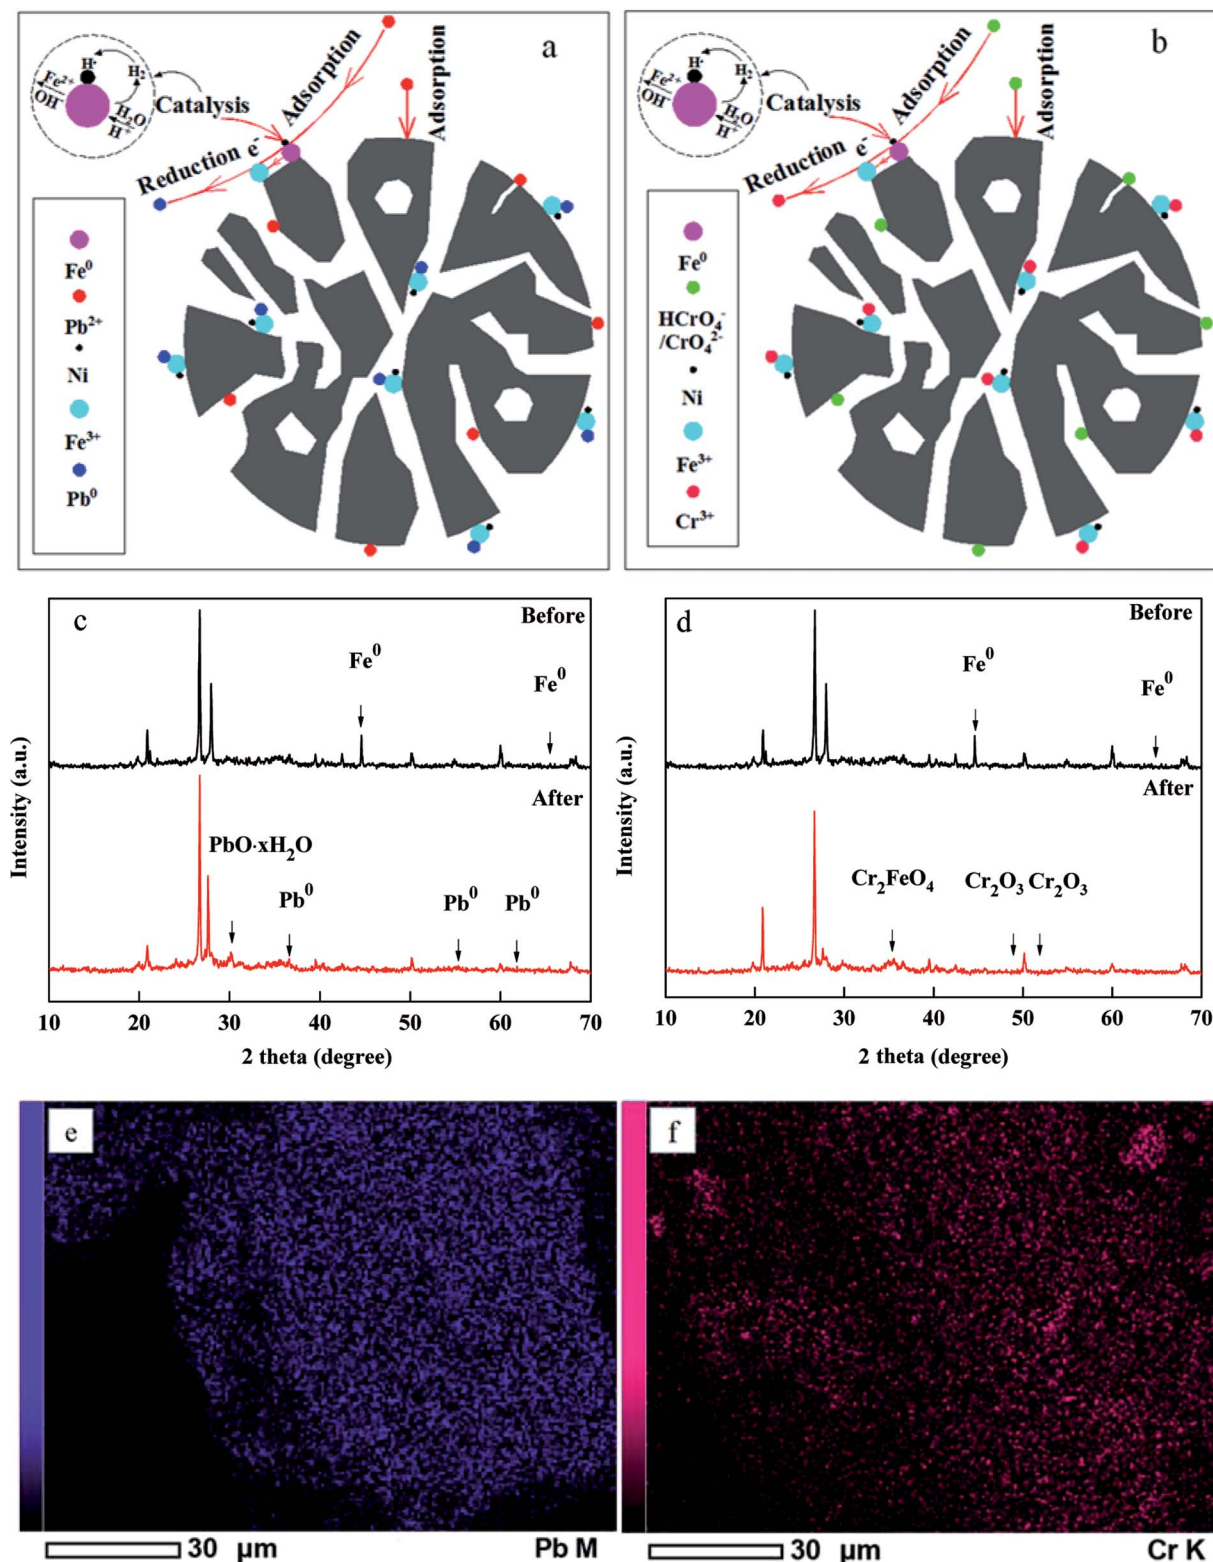 a
H·
H₂
Fe²⁺
OH⁻
H₂O
H⁺
Catalysis
Adsorption
Adsorption
Reduction e⁻
Fe⁰
Pb²⁺
Ni
Fe³⁺
Pb⁰
b
H·
H₂
Fe²⁺
OH⁻
H₂O
H⁺
Catalysis
Adsorption
Adsorption
Reduction e⁻
Fe⁰
HCrO₄⁻
/CrO₄²⁻
Ni
Fe³⁺
Cr³⁺
c
Before
Fe⁰
Fe⁰
After
PbO·xH₂O
Pb⁰
Pb⁰
Pb⁰
Intensity (a.u.)
10 20 30 40 50 60 70
2 theta (degree)
d
Before
Fe⁰
Fe⁰
After
Cr₂FeO₄
Cr₂O₃ Cr₂O₃
Intensity (a.u.)
10 20 30 40 50 60 70
2 theta (degree)
e
30 μm
Pb M
f
30 μm
Cr K